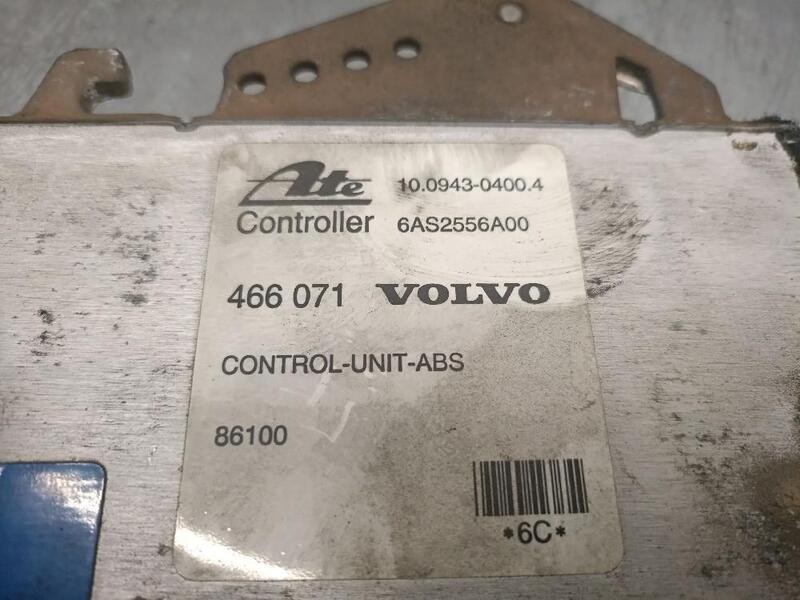 Ate 10.0943-0400.4
Controller 6AS2556A00
466 071 VOLVO
CONTROL-UNIT-ABS
86100
*6C*